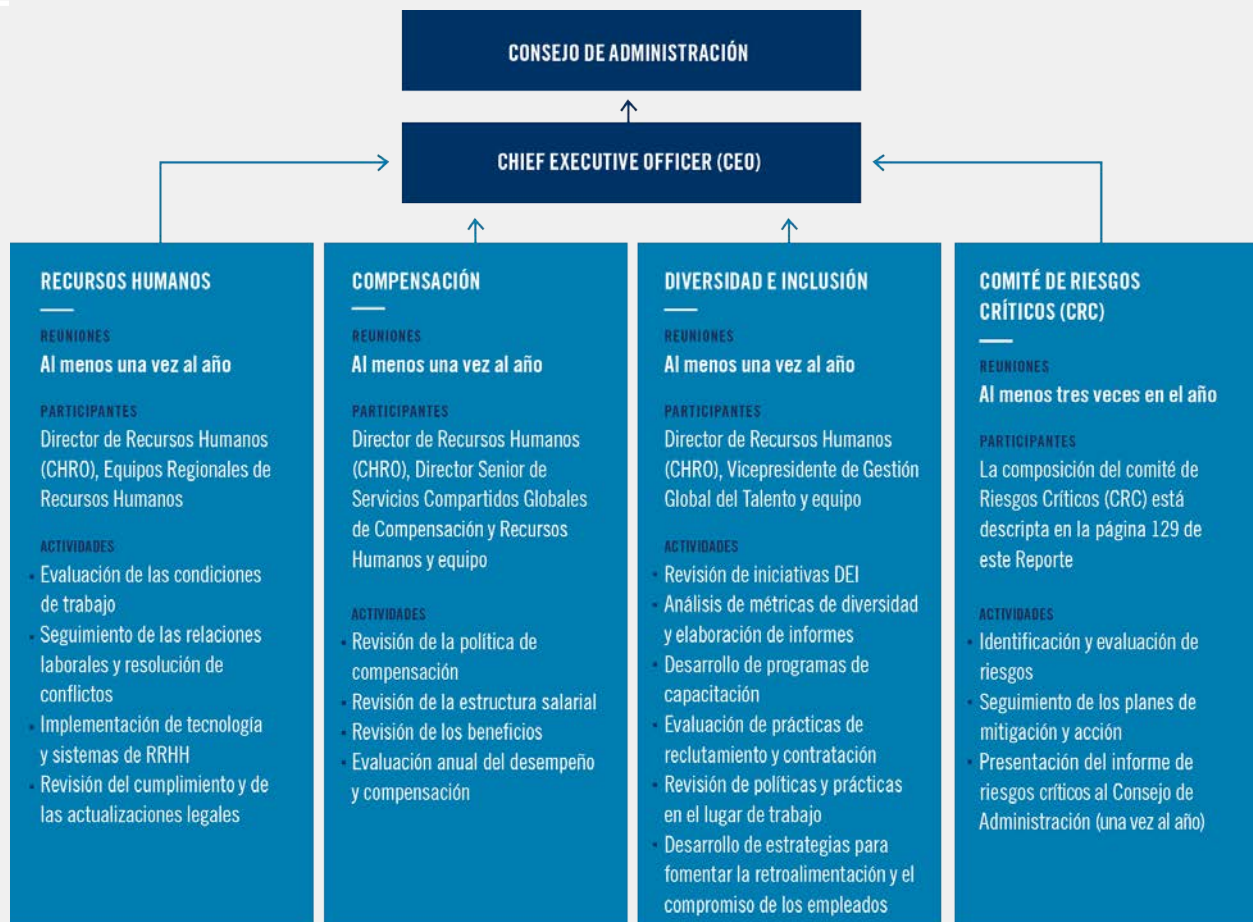 CONSEJO DE ADMINISTRACIÓN
CHIEF EXECUTIVE OFFICER (CEO)
RECURSOS HUMANOS
REUNIONES
Al menos una vez al año
PARTICIPANTES
Director de Recursos Humanos
(CHRO), Equipos Regionales de
Recursos Humanos
ACTIVIDADES
• Evaluación de las condiciones
de trabajo
• Seguimiento de las relaciones
laborales y resolución de
conflictos
• Implementación de tecnología
y sistemas de RRHH
• Revisión del cumplimiento y de
las actualizaciones legales
COMPENSACIÓN
REUNIONES
Al menos una vez al año
PARTICIPANTES
Director de Recursos Humanos
(CHRO), Director Senior de
Servicios Compartidos Globales
de Compensación y Recursos
Humanos y equipo
ACTIVIDADES
• Revisión de la política de
compensación
• Revisión de la estructura salarial
• Revisión de los beneficios
• Evaluación anual del desempeño
y compensación
DIVERSIDAD E INCLUSIÓN
REUNIONES
Al menos una vez al año
PARTICIPANTES
Director de Recursos Humanos
(CHRO), Vicepresidente de Gestión
Global del Talento y equipo
ACTIVIDADES
• Revisión de iniciativas DEI
• Análisis de métricas de diversidad
y elaboración de informes
• Desarrollo de programas de
capacitación
• Evaluación de prácticas de
reclutamiento y contratación
• Revisión de políticas y prácticas
en el lugar de trabajo
• Desarrollo de estrategias para
fomentar la retroalimentación y el
compromiso de los empleados
COMITÉ DE RIESGOS
CRÍTICOS (CRC)
REUNIONES
Al menos tres veces en el año
PARTICIPANTES
La composición del comité de
Riesgos Críticos (CRC) está
descripta en la página 129 de
este Reporte
ACTIVIDADES
• Identificación y evaluación de
riesgos
• Seguimiento de los planes de
mitigación y acción
• Presentación del informe de
riesgos críticos al Consejo de
Administración (una vez al año)